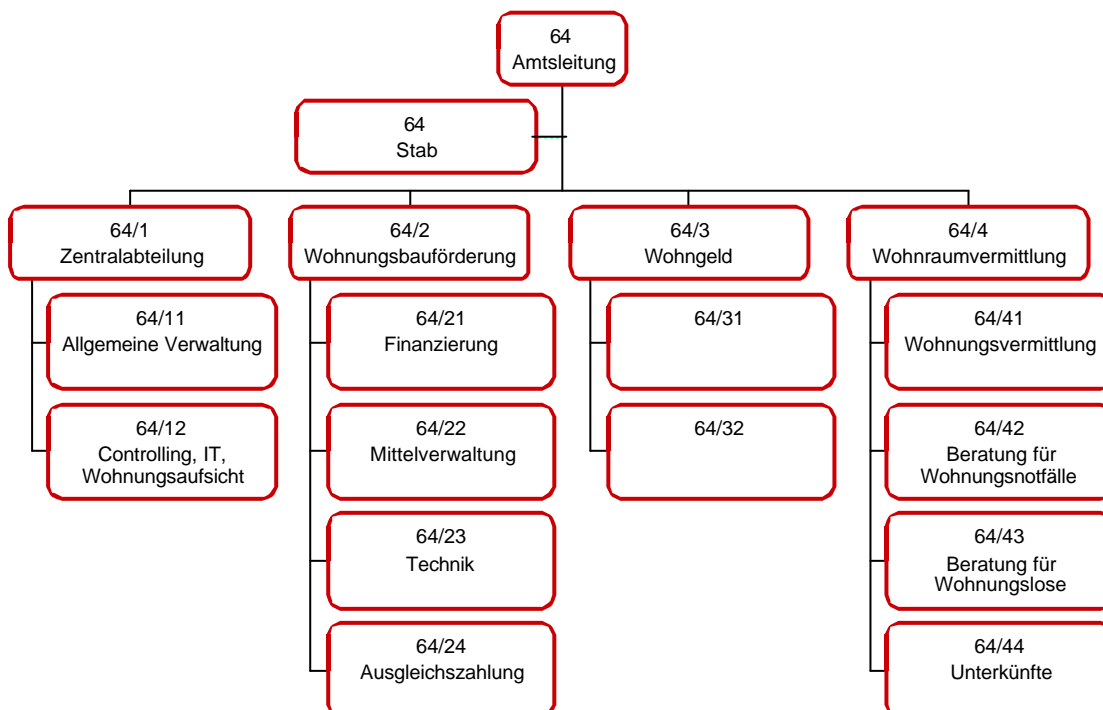 64
Amtsleitung
64
Stab
64/1
Zentralabteilung
64/2
Wohnungsbauförderung
64/3
Wohngeld
64/4
Wohnraumvermittlung
64/11
Allgemeine Verwaltung
64/12
Controlling, IT,
Wohnungsaufsicht
64/21
Finanzierung
64/22
Mittelverwaltung
64/23
Technik
64/24
Ausgleichszahlung
64/31
64/32
64/41
Wohnungsvermittlung
64/42
Beratung für
Wohnungsnotfälle
64/43
Beratung für
Wohnungslose
64/44
Unterkünfte